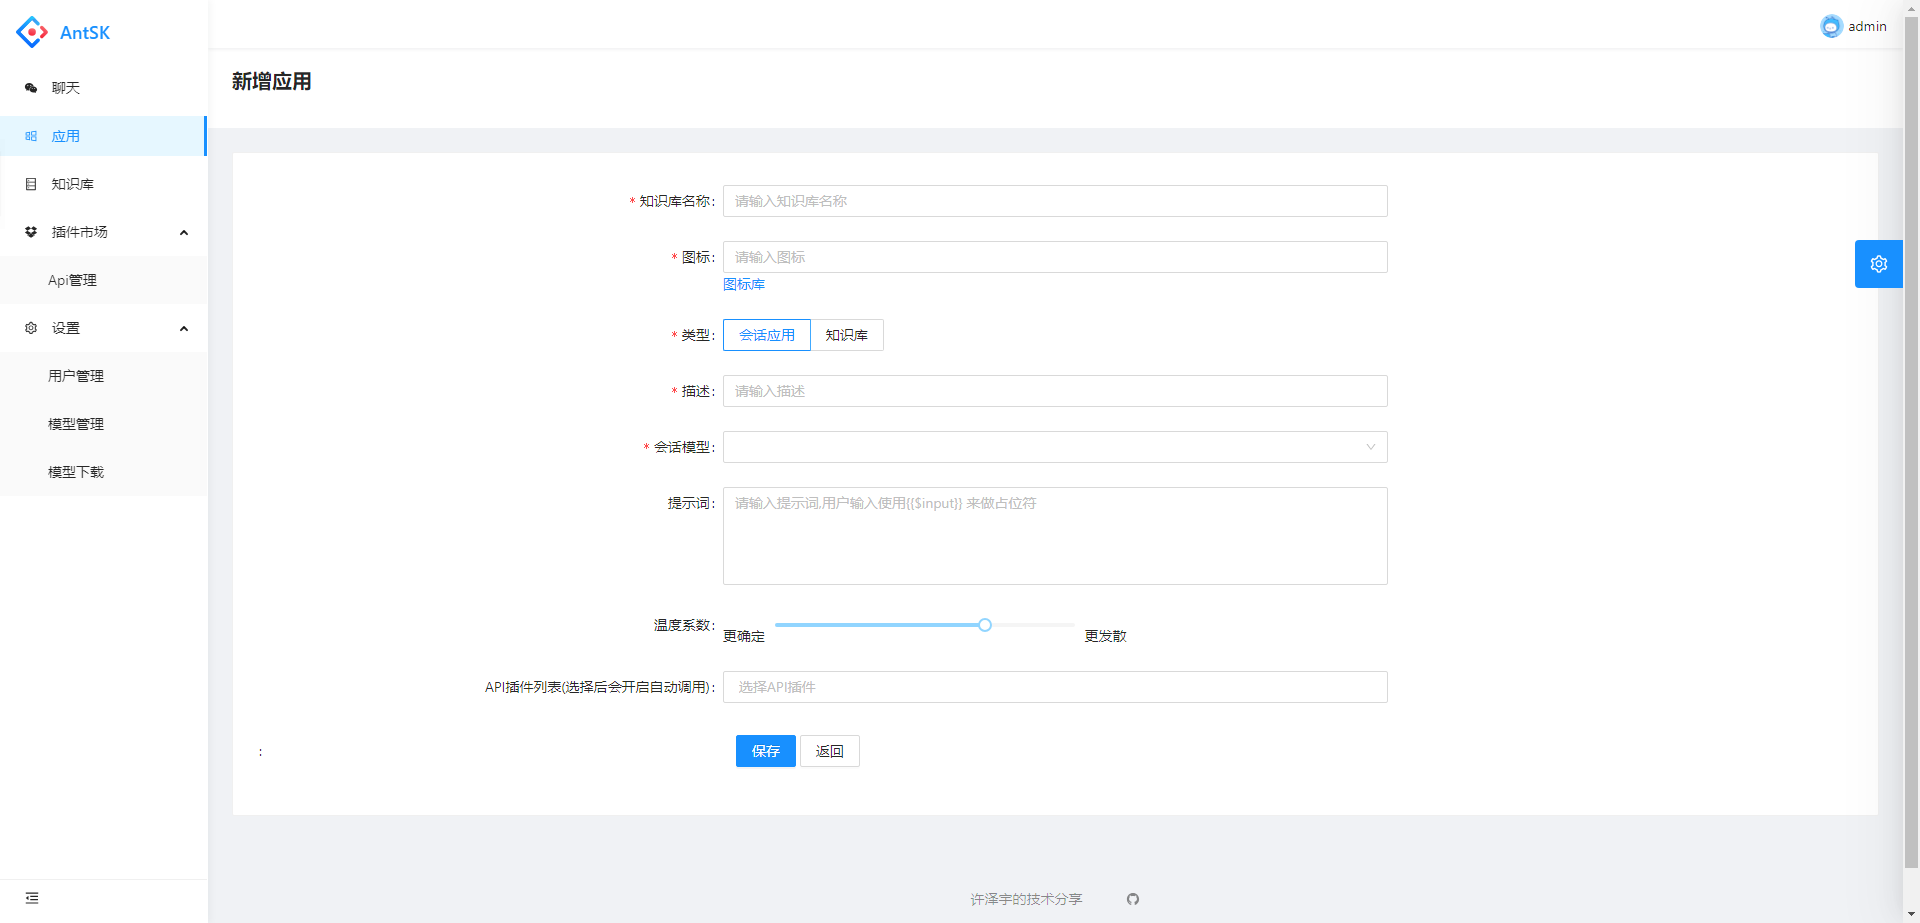 AntSK
admin
聊天
应用
知识库
插件市场
Api管理
设置
用户管理
模型管理
模型下载
新增应用
* 知识库名称: 请输入知识库名称
* 图标: 请输入图标
图标库
* 类型: 会话应用 知识库
* 描述: 请输入描述
* 会话模型:
提示词: 请输入提示词,用户输入使用{{$input}} 来做占位符
温度系数: 更确定 更发散
API插件列表(选择后会开启自动调用): 选择API插件
: 保存 返回
许泽宇的技术分享